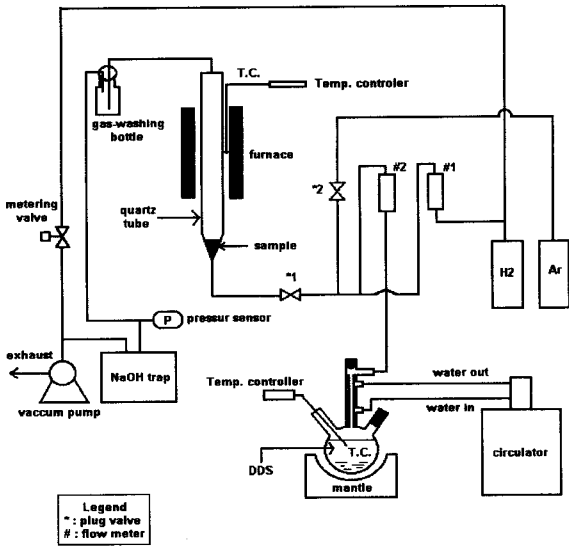 T.C.
Temp. controler
gas-washing
bottle
furnace
*2
#2
#1
metering
valve
quartz
tube
sample
*1
H2
Ar
P
pressur sensor
exhaust
NaOH trap
vaccum pump
Temp. controller
water out
water in
T.C.
DDS
mantle
circulator
Legend
* : plug valve
# : flow meter